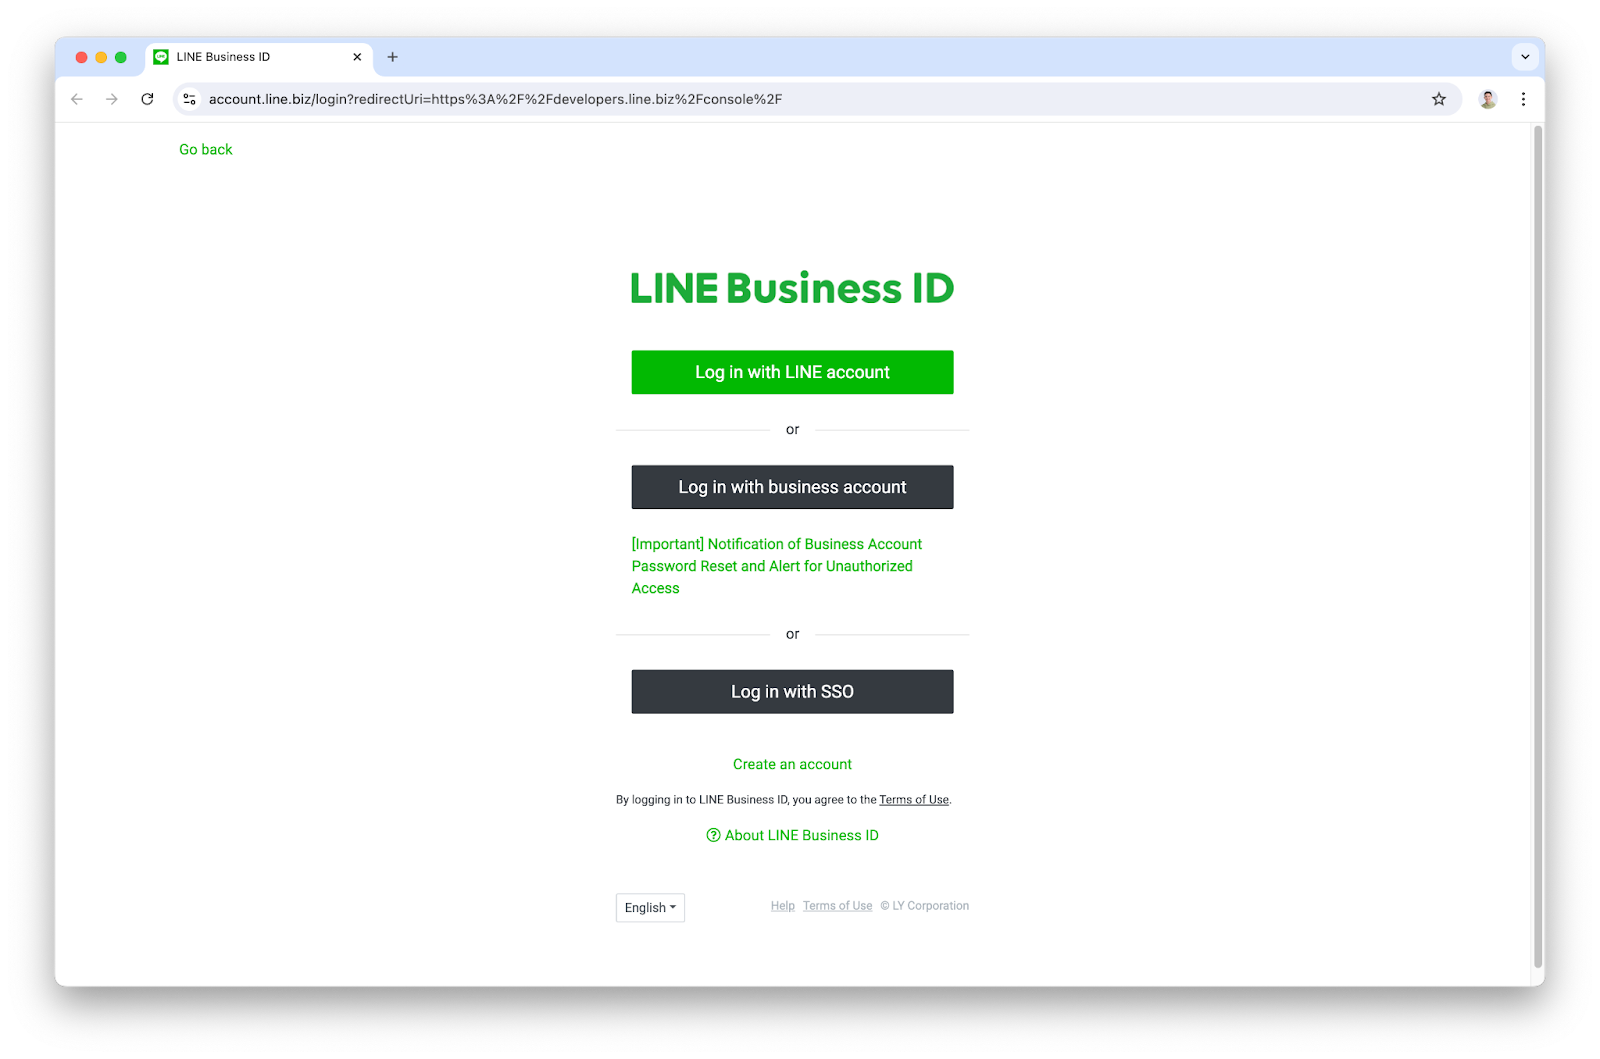 LINE Business ID
account.line.biz/login?redirectUri=https%3A%2F%2Fdevelopers.line.biz%2Fconsole%2F
Go back
LINE Business ID
Log in with LINE account
or
Log in with business account
[Important] Notification of Business Account
Password Reset and Alert for Unauthorized
Access
or
Log in with SSO
Create an account
By logging in to LINE Business ID, you agree to the Terms of Use.
About LINE Business ID
English
Help Terms of Use © LY Corporation